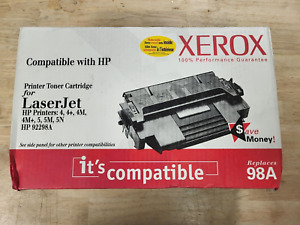 XEROX
100% Performance Guarantee
Compatible with HP
Printer Toner Cartridge
for
LaserJet
HP Printers: 4, 4+, 4M,
4M+, 5, 5M, 5N
HP 92298A
See side panel for other printer compatibilities
$ave
Money!
it's compatible
Replaces
98A